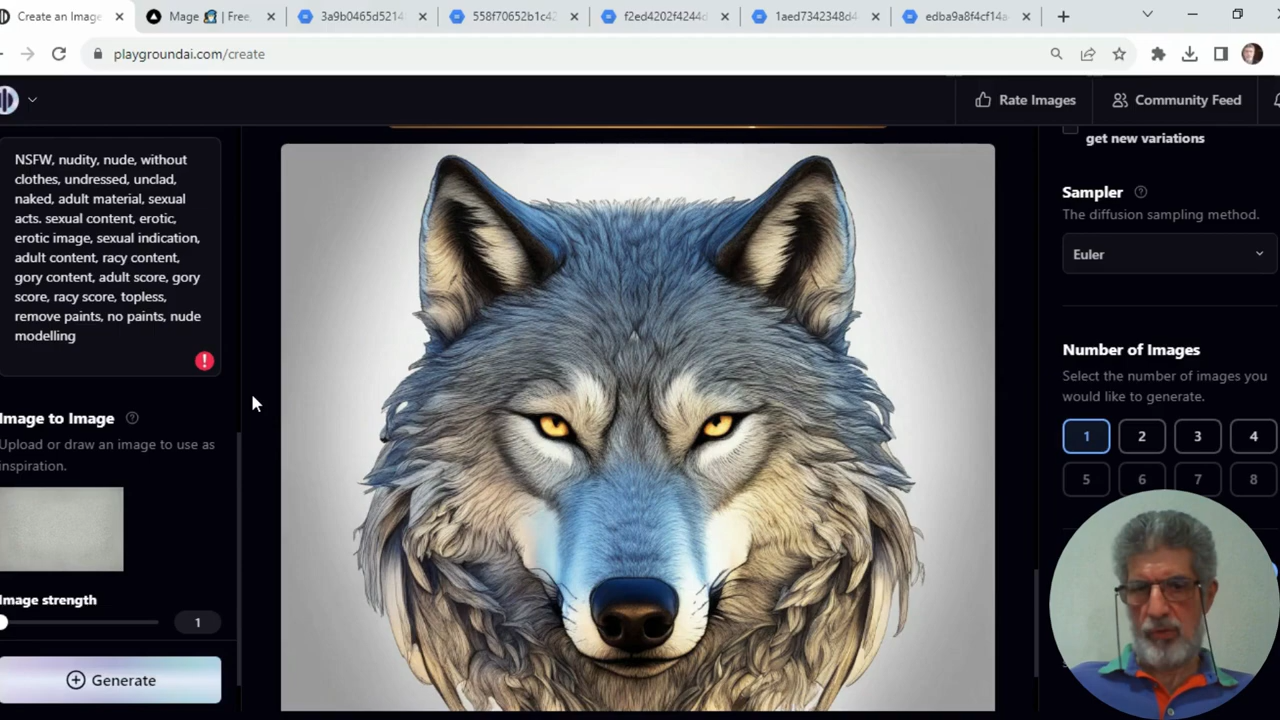 Create an Image
Mage | Free
3a9b0465d5214
558f70652b1c42
f2ed4202f4244d
1aed7342348d4
edba9a8f4cf14a
playgroundai.com/create
Rate Images
Community Feed
NSFW, nudity, nude, without
clothes, undressed, unclad,
naked, adult material, sexual
acts. sexual content, erotic,
erotic image, sexual indication,
adult content, racy content,
gory content, adult score, gory
score, racy score, topless,
remove paints, no paints, nude
modelling
Image to Image
Upload or draw an image to use as
inspiration.
Image strength
1
Generate
get new variations
Sampler
The diffusion sampling method.
Euler
Number of Images
Select the number of images you
would like to generate.
1 2 3 4
5 6 7 8